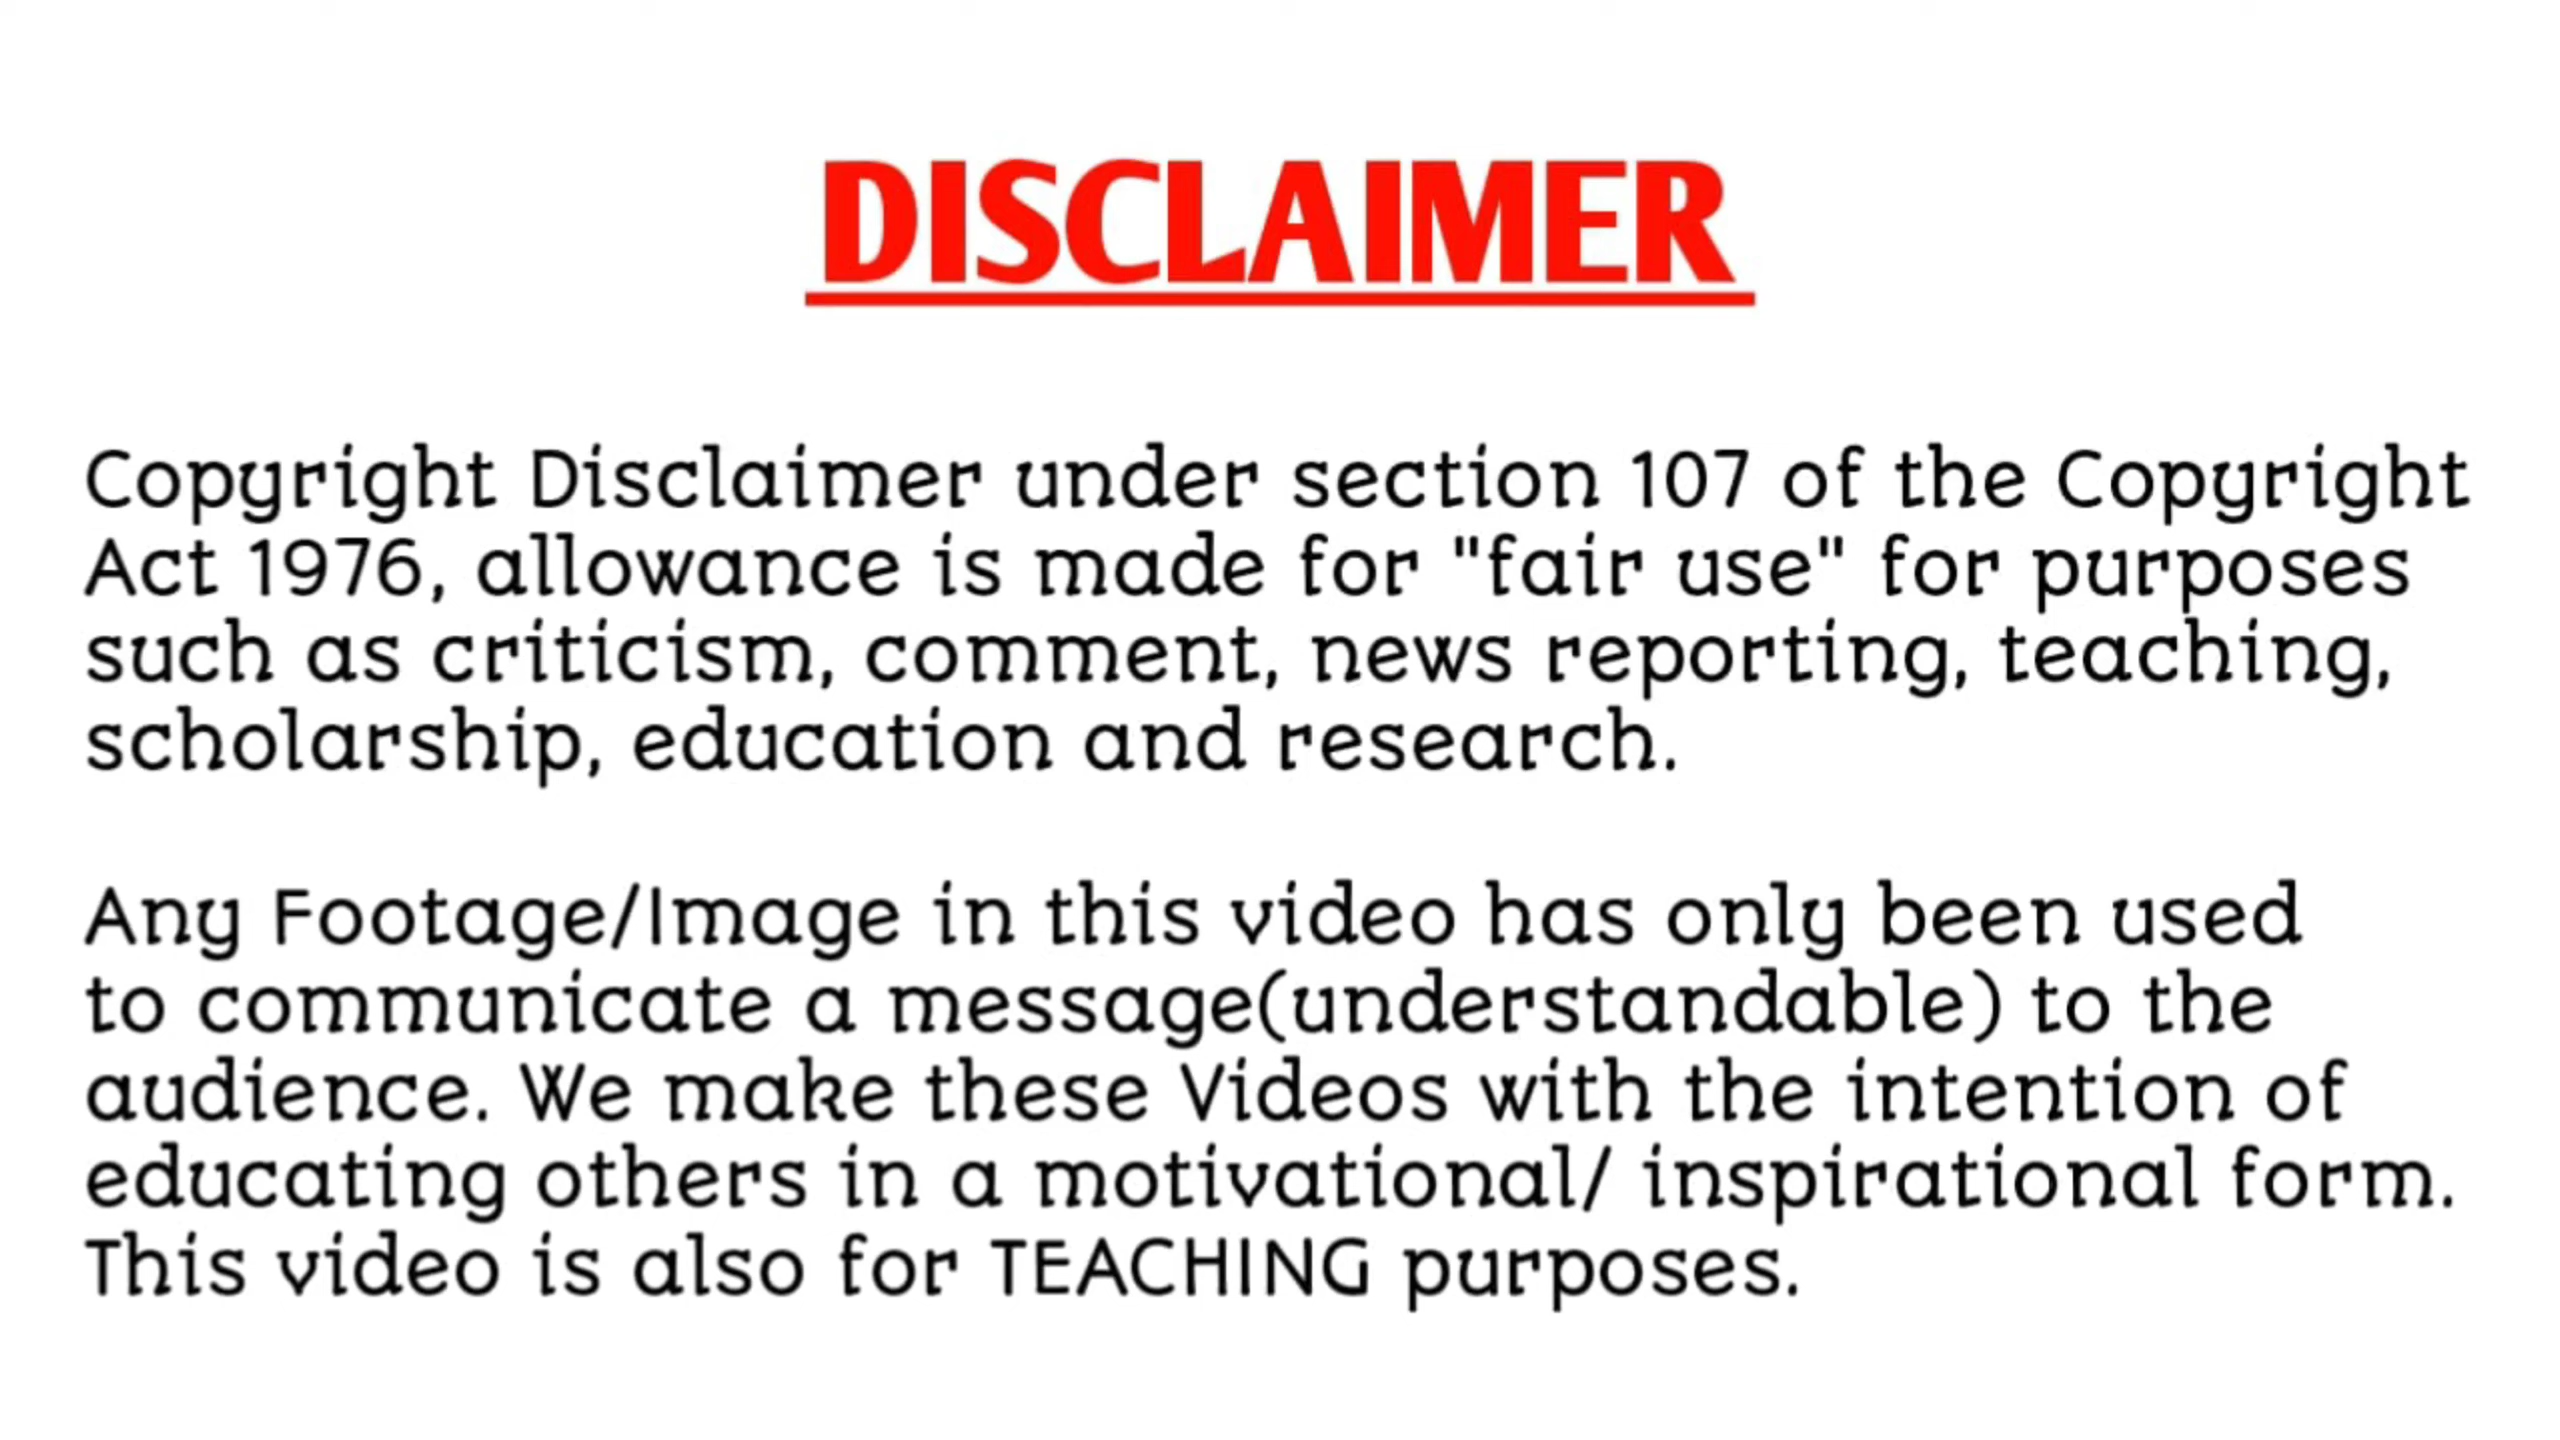 DISCLAIMER
Copyright Disclaimer under section 107 of the Copyright
Act 1976, allowance is made for "fair use" for purposes
such as criticism, comment, news reporting, teaching,
scholarship, education and research.
Any Footage/Image in this video has only been used
to communicate a message(understandable) to the
audience. We make these Videos with the intention of
educating others in a motivational/ inspirational form.
This video is also for TEACHING purposes.